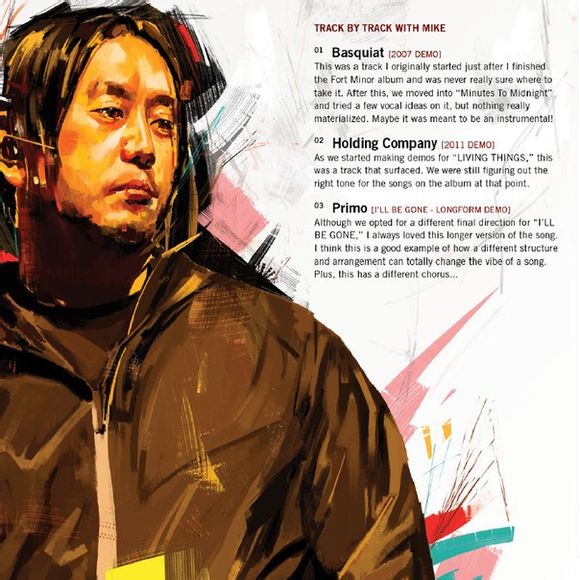 TRACK BY TRACK WITH MIKE
01 Basquiat [2007 DEMO]
This was a track I originally started just after I finished
the Fort Minor album and was never really sure where to
take it. After this, we moved into “Minutes To Midnight”
and tried a few vocal ideas on it, but nothing really
materialized. Maybe it was meant to be an instrumental!
02 Holding Company [2011 DEMO]
As we started making demos for “LIVING THINGS,” this
was a track that surfaced. We were still figuring out the
right tone for the songs on the album at that point.
03 Primo [I’LL BE GONE - LONGFORM DEMO]
Although we opted for a different final direction for “I’LL
BE GONE,” I always loved this longer version of the song.
I think this is a good example of how a different structure
and arrangement can totally change the vibe of a song.
Plus, this has a different chorus...